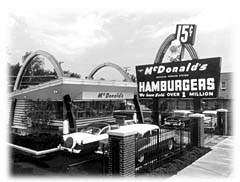 15¢
McDonald's
HAMBURGERS
We have Sold OVER 1 MILLION
McDonald's